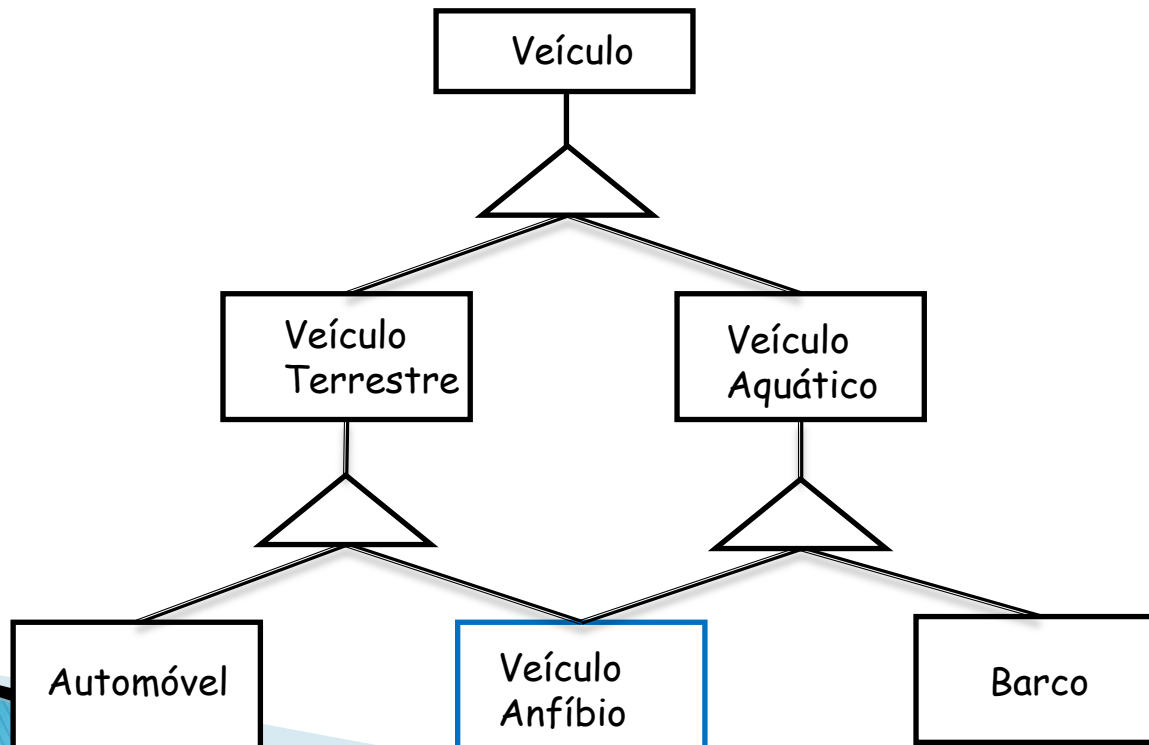 Veículo
Veículo
Terrestre
Veículo
Aquático
Automóvel
Veículo
Anfíbio
Barco